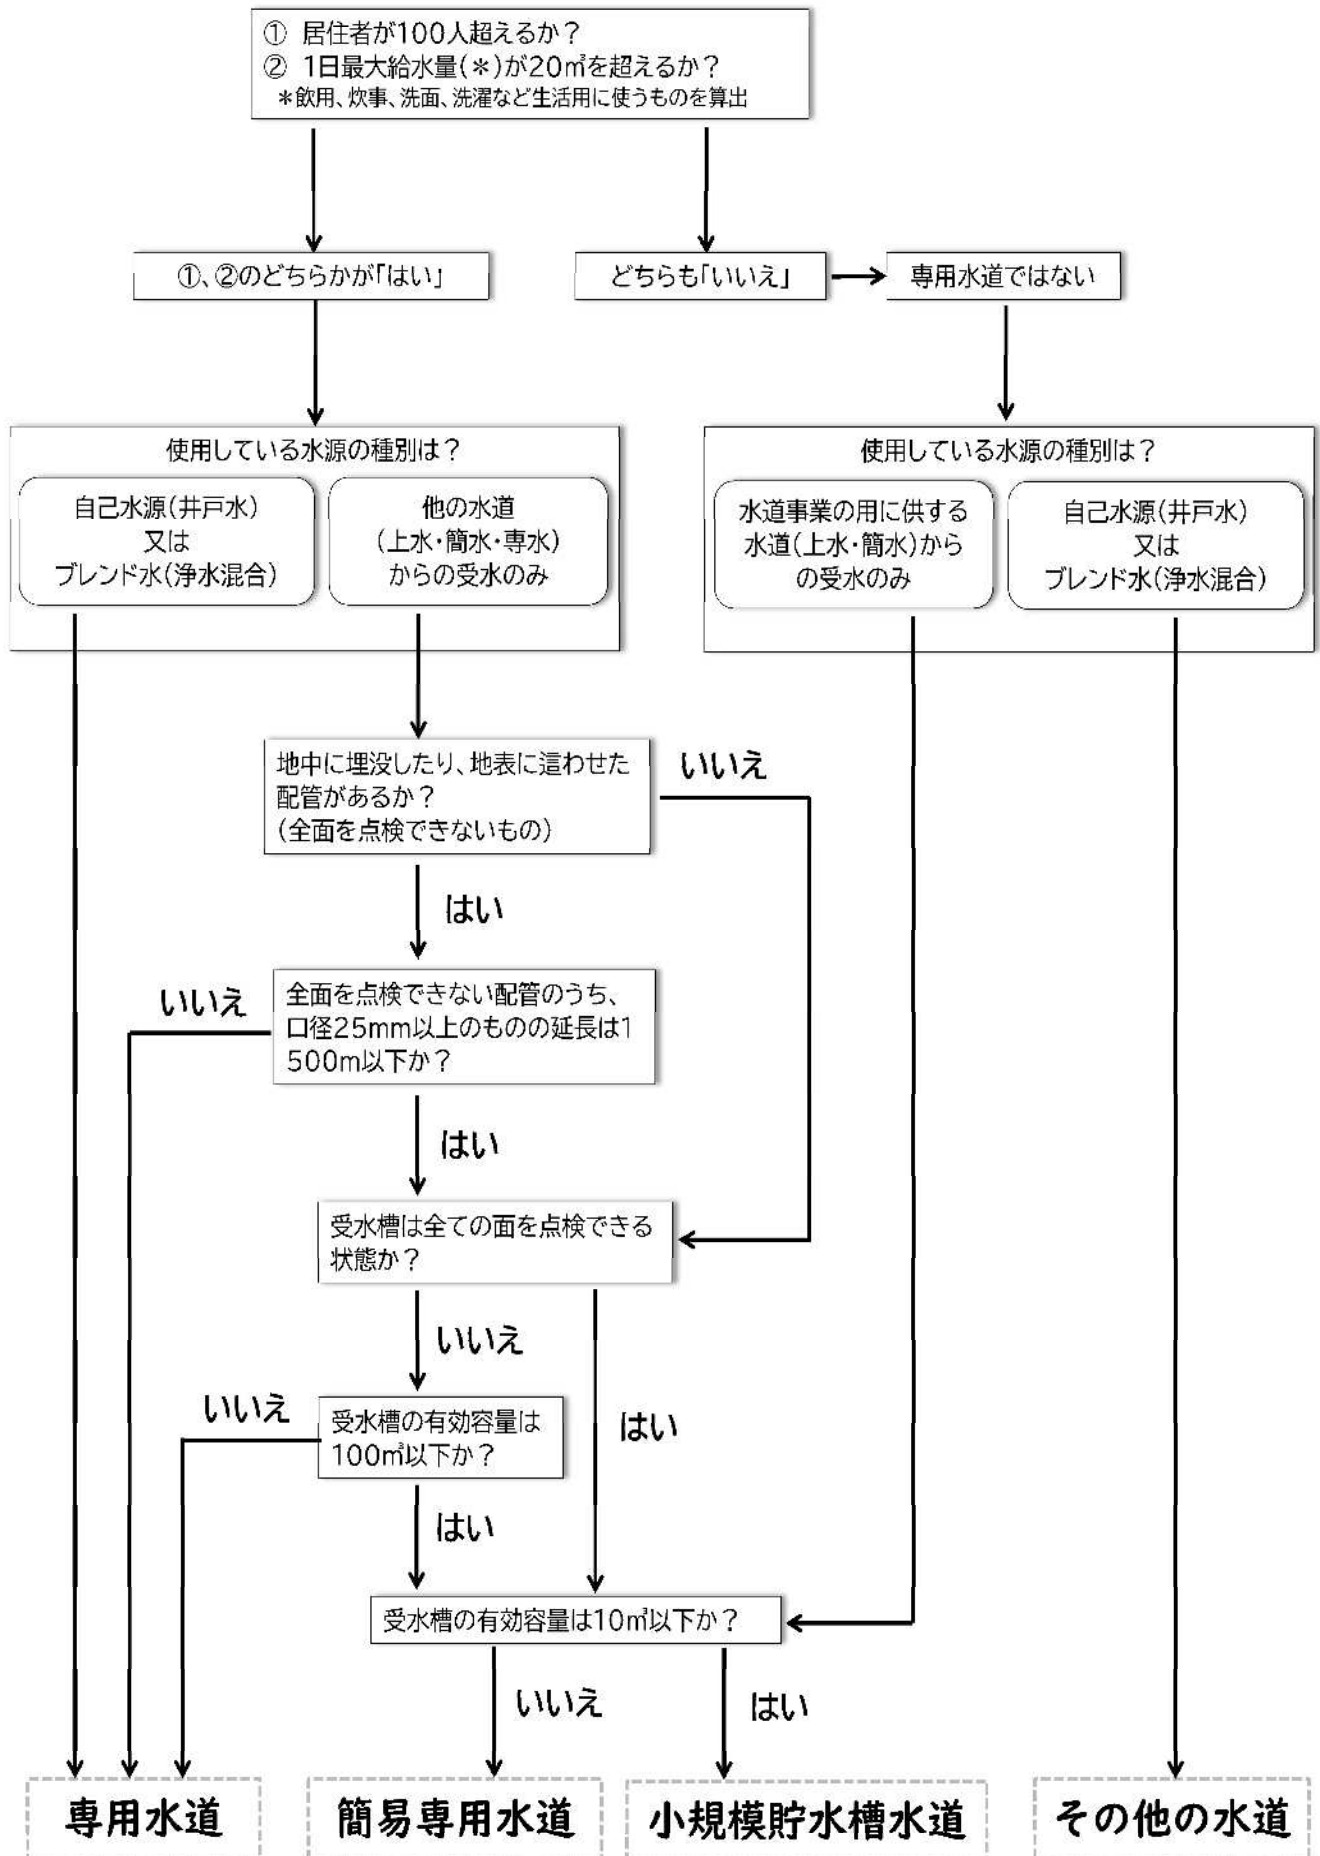 ① 居住者が100人超えるか？
② 1日最大給水量(＊)が20㎥を超えるか？
＊飲用、炊事、洗面、洗濯など生活用に使うものを算出
①、②のどちらかが「はい」
どちらも「いいえ」
専用水道ではない
使用している水源の種別は？
自己水源(井戸水)
又は
ブレンド水(浄水混合)
他の水道
(上水・簡水・専水)
からの受水のみ
使用している水源の種別は？
水道事業の用に供する
水道(上水・簡水)から
の受水のみ
自己水源(井戸水)
又は
ブレンド水(浄水混合)
地中に埋没したり、地表に這わせた
配管があるか？
(全面を点検できないもの)
いいえ
はい
いいえ
全面を点検できない配管のうち、
口径25mm以上のものの延長は1
500m以下か？
はい
受水槽は全ての面を点検できる
状態か？
いいえ
はい
いいえ
受水槽の有効容量は
100㎥以下か？
はい
受水槽の有効容量は10㎥以下か？
いいえ
はい
専用水道
簡易専用水道
小規模貯水槽水道
その他の水道